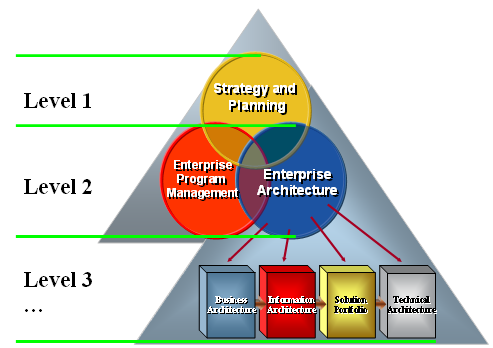 Strategy and
Planning
Level 1
Enterprise
Program
Management
Enterprise
Architecture
Level 2
Level 3
...
Business
Architecture
Information
Architecture
Solution
Portfolio
Technical
Architecture